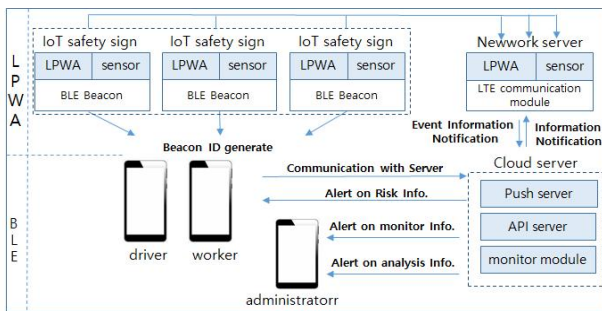 IoT safety sign
IoT safety sign
IoT safety sign
Newwork server
LPWA
LPWA sensor
LPWA sensor
LPWA sensor
LPWA sensor
BLE Beacon
BLE Beacon
BLE Beacon
LTE communication
module
Event Information
Notification
Information
Notification
Beacon ID generate
Cloud server
BLE
Communication with Server
Alert on Risk Info.
Push server
Alert on monitor Info.
API server
driver
worker
Alert on analysis Info.
monitor module
administratorr